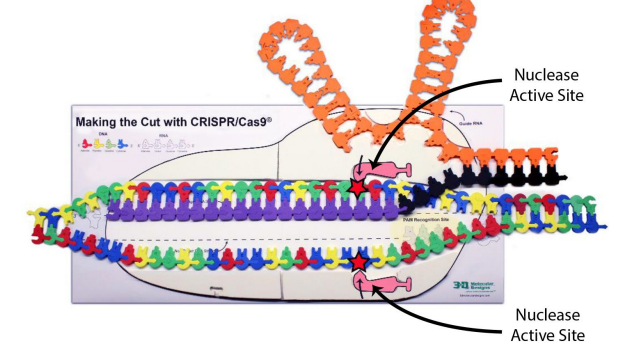 Nuclease
Active Site
Making the Cut with CRISPR/Cas9®
DNA
RNA
Guide RNA
PAM Recognition Site
3D Molecular
Designs
Nuclease
Active Site